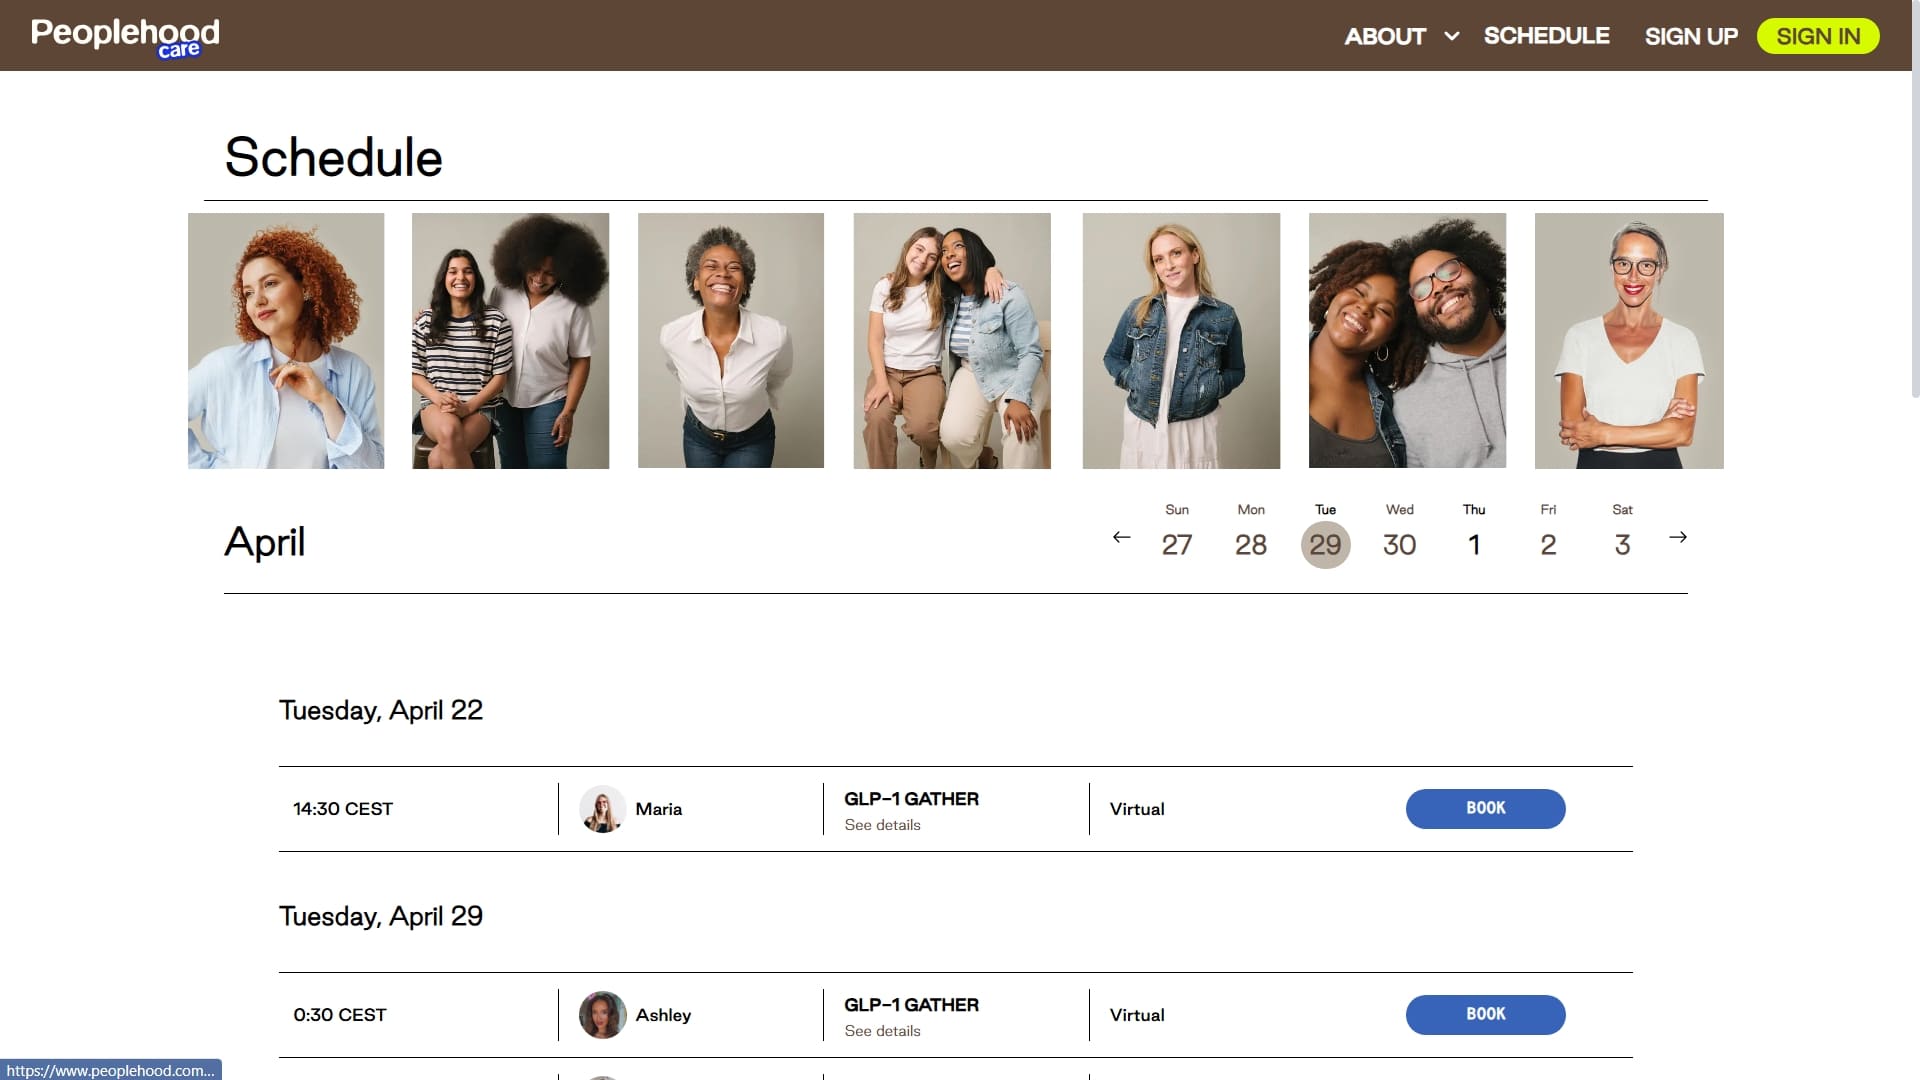 Peoplehood
care
ABOUT
SCHEDULE
SIGN UP
SIGN IN
Schedule
April
Sun Mon Tue Wed Thu Fri Sat
27 28 29 30 1 2 3
Tuesday, April 22
14:30 CEST
Maria
GLP-1 GATHER
See details
Virtual
BOOK
Tuesday, April 29
0:30 CEST
Ashley
GLP-1 GATHER
See details
Virtual
BOOK
https://www.peoplehood.com...